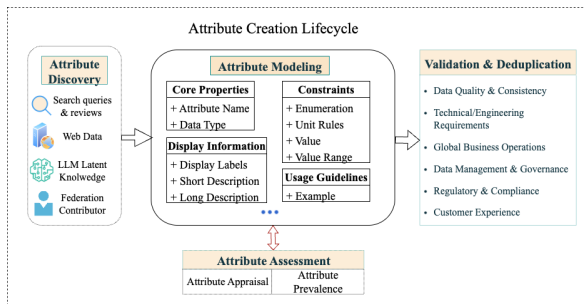 Attribute Creation Lifecycle
Attribute
Discovery
Search queries
& reviews
Web Data
LLM Latent
Knolwedge
Federation
Contributor
Attribute Modeling
Core Properties
+ Attribute Name
+ Data Type
Display Information
+ Display Labels
+ Short Description
+ Long Description
Constraints
+ Enumeration
+ Unit Rules
+ Value
+ Value Range
Usage Guidelines
+ Example
Attribute Assessment
Attribute Appraisal
Attribute
Prevalence
Validation & Deduplication
• Data Quality & Consistency
• Technical/Engineering
Requirements
• Global Business Operations
• Data Management & Governance
• Regulatory & Compliance
• Customer Experience